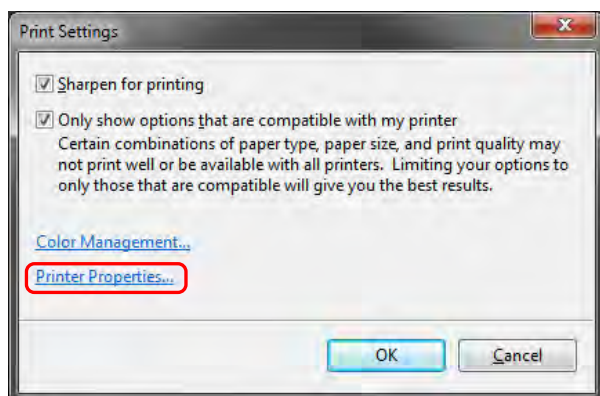 Print Settings
Sharpen for printing
Only show options that are compatible with my printer
Certain combinations of paper type, paper size, and print quality may
not print well or be available with all printers.  Limiting your options to
only those that are compatible will give you the best results.
Color Management...
Printer Properties...
OK
Cancel